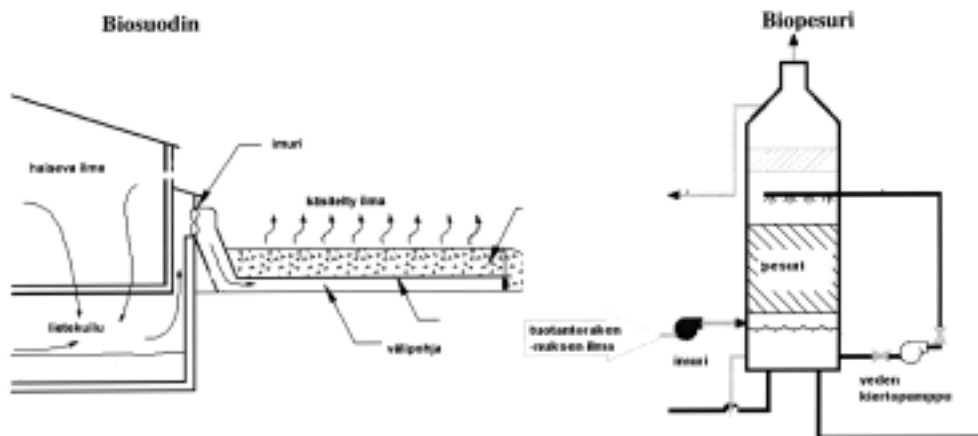 Biosuodin
imuri
haiseva ilma
käsitelty ilma
lietekuilu
välipohja
Biopesuri
pesuri
tuotantoraken
-nuksen ilma
imuri
veden
kiertopumppu